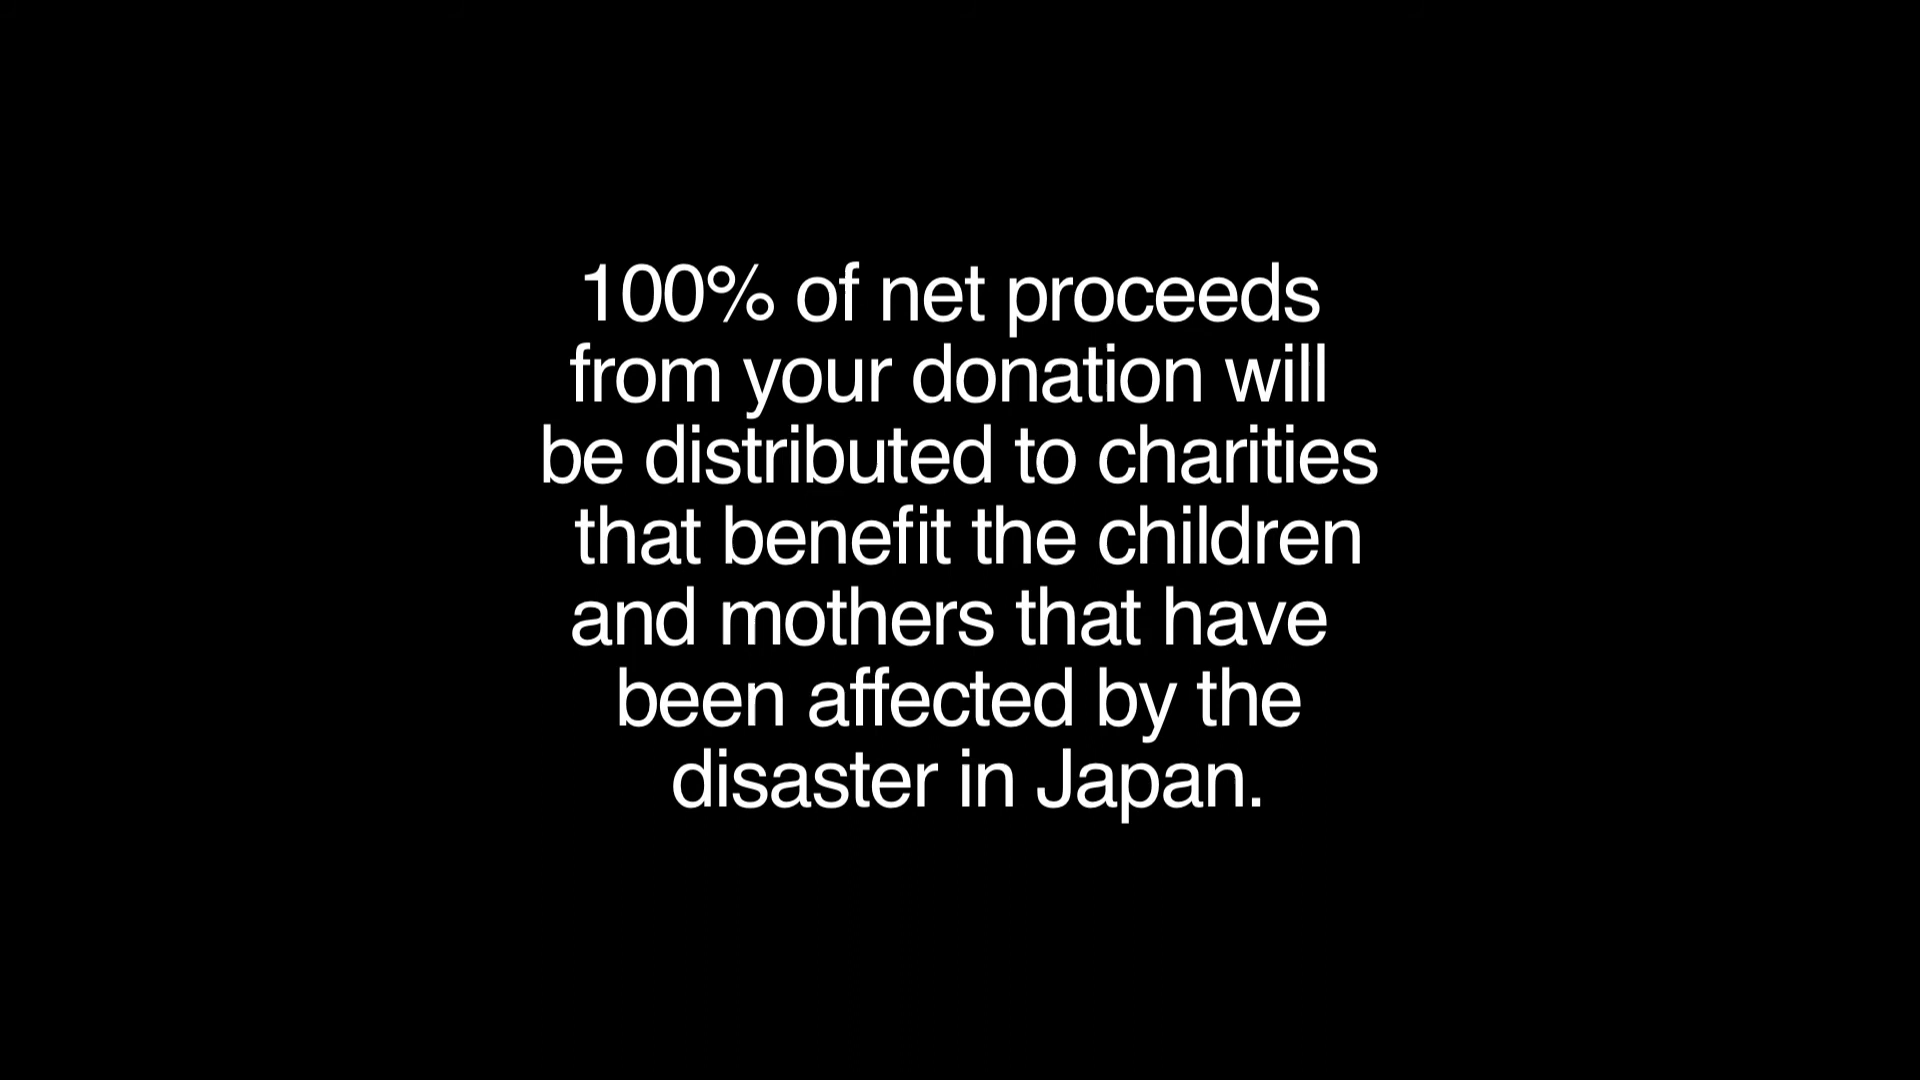 100% of net proceeds
from your donation will
be distributed to charities
that benefit the children
and mothers that have
been affected by the
disaster in Japan.